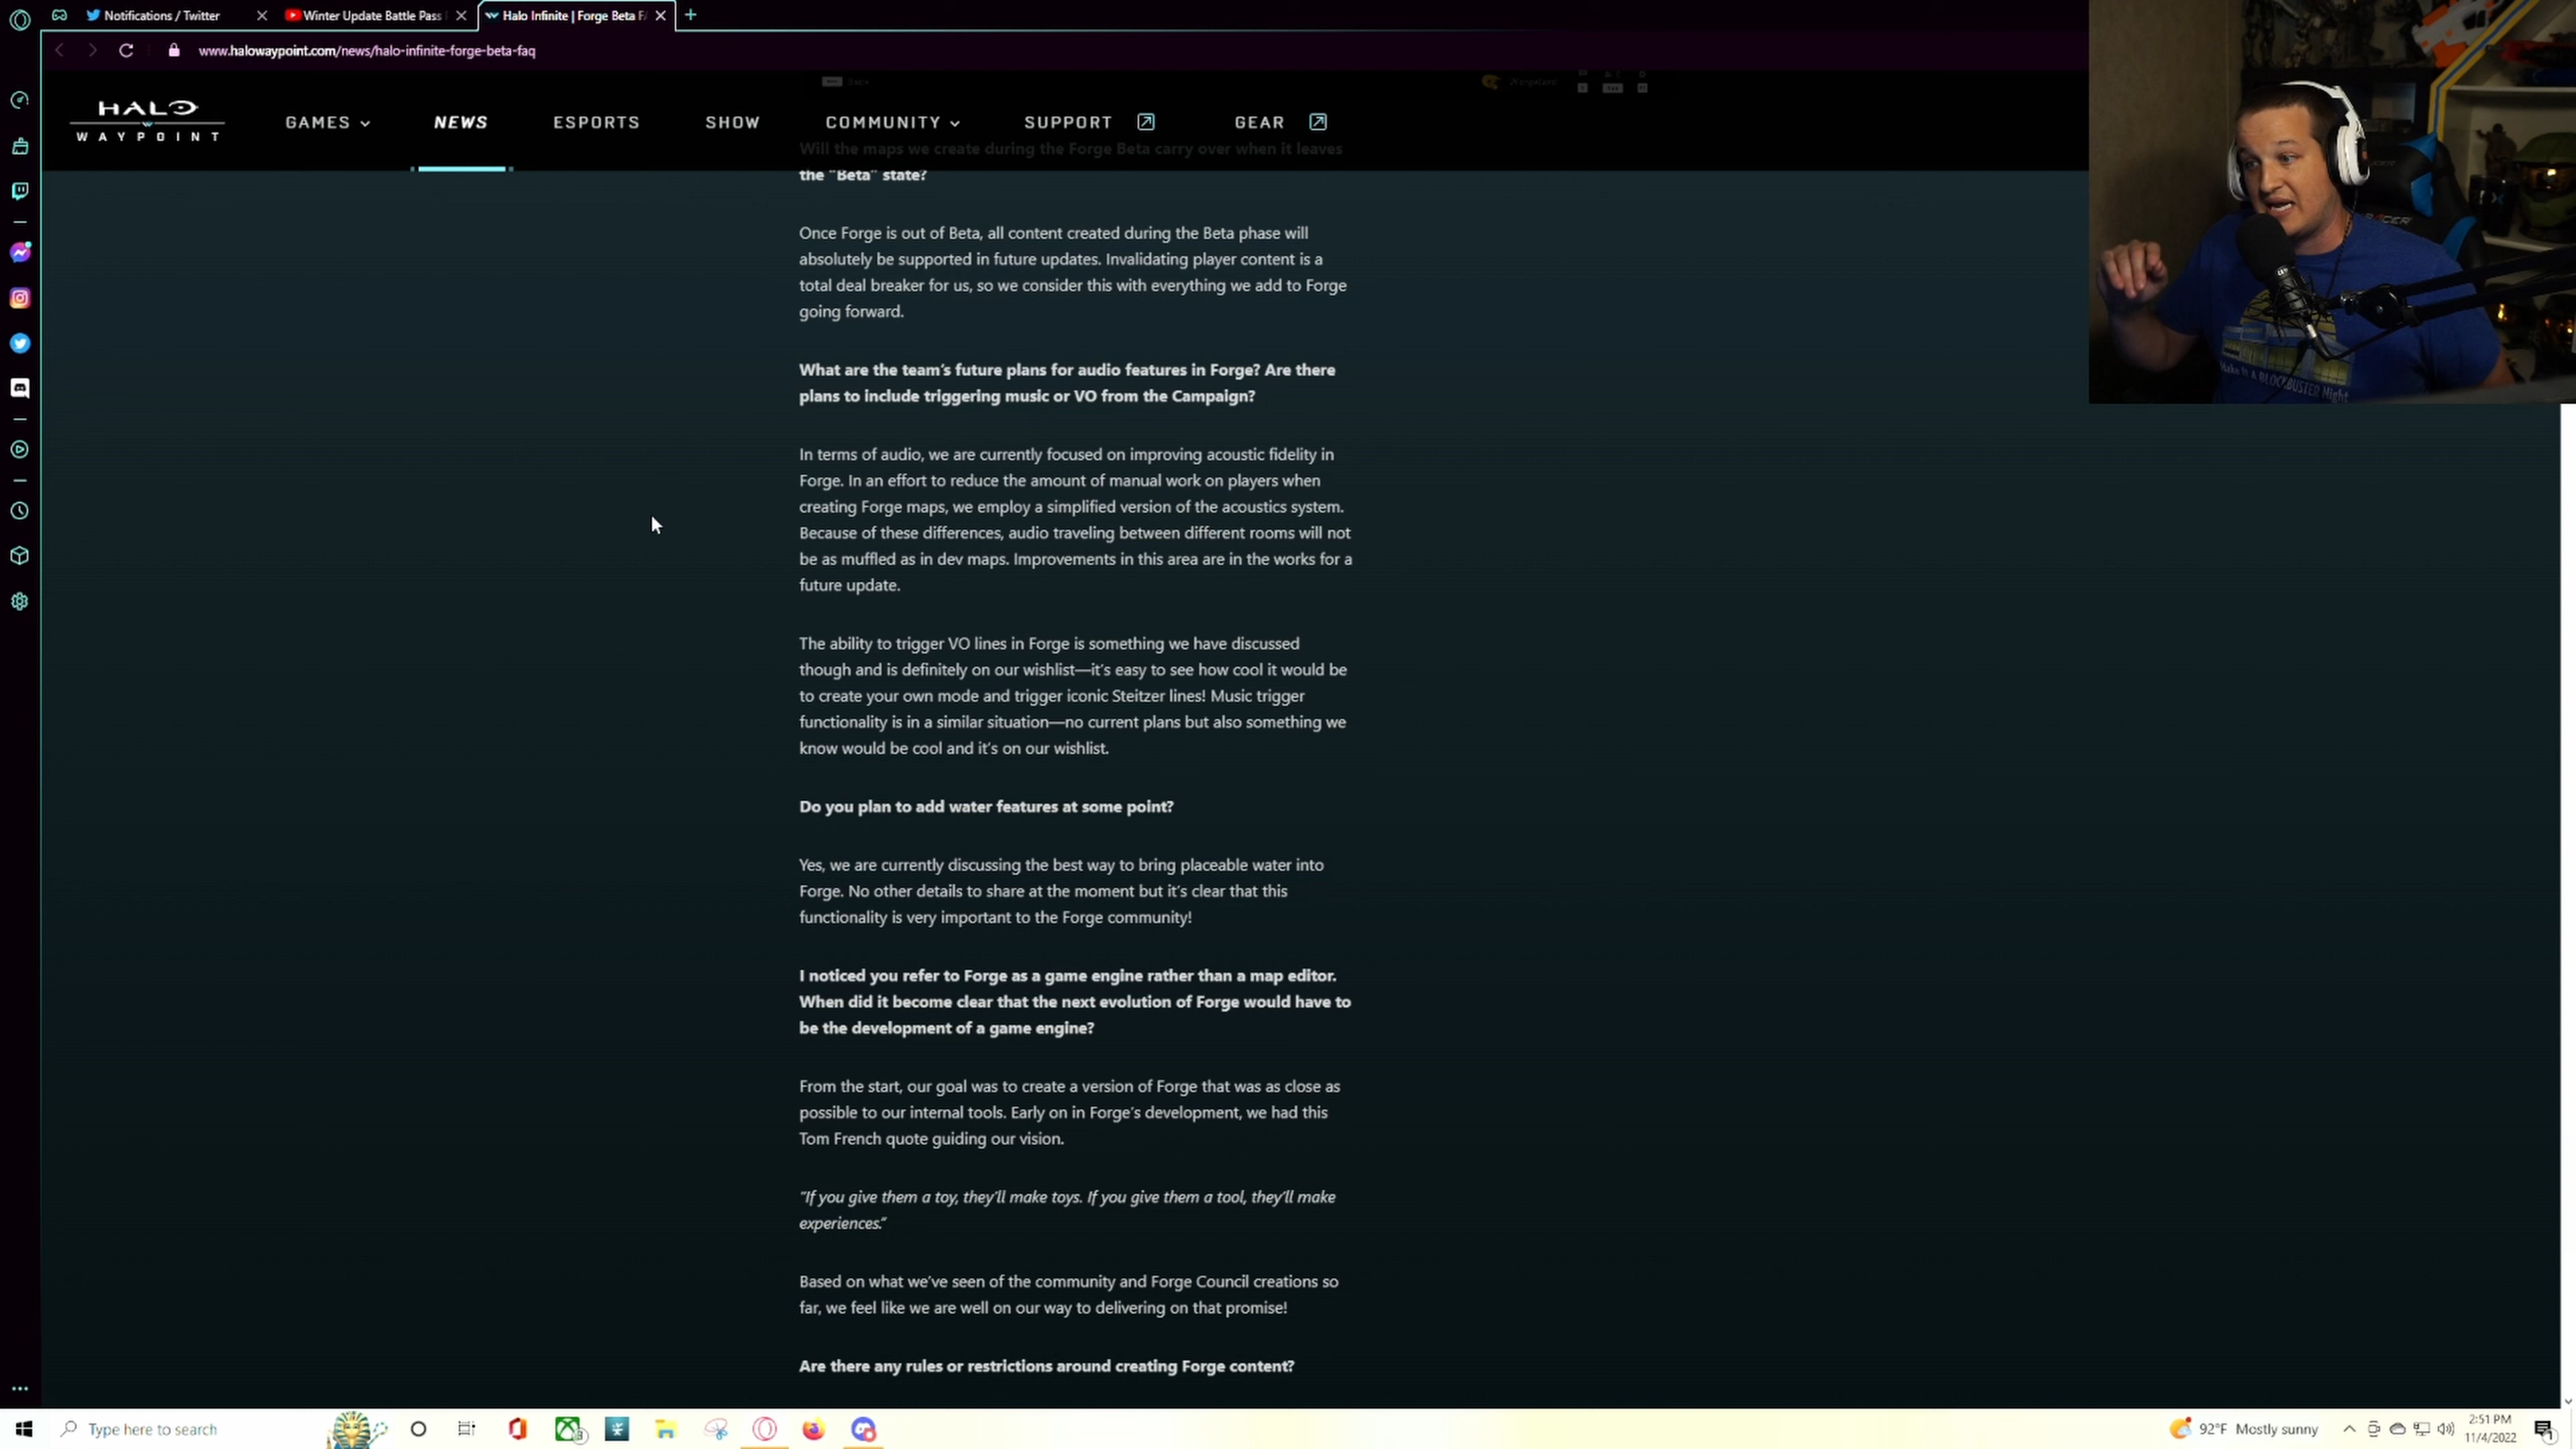 Notifications / Twitter
Winter Update Battle Pass
Halo Infinite | Forge Beta F
www.halowaypoint.com/news/halo-infinite-forge-beta-faq
HALO
WAYPOINT
GAMES
NEWS
ESPORTS
SHOW
COMMUNITY
SUPPORT
GEAR
Will the maps we create during the Forge Beta carry over when it leaves
the "Beta" state?
Once Forge is out of Beta, all content created during the Beta phase will
absolutely be supported in future updates. Invalidating player content is a
total deal breaker for us, so we consider this with everything we add to Forge
going forward.
What are the team's future plans for audio features in Forge? Are there
plans to include triggering music or VO from the Campaign?
In terms of audio, we are currently focused on improving acoustic fidelity in
Forge. In an effort to reduce the amount of manual work on players when
creating Forge maps, we employ a simplified version of the acoustics system.
Because of these differences, audio traveling between different rooms will not
be as muffled as in dev maps. Improvements in this area are in the works for a
future update.
The ability to trigger VO lines in Forge is something we have discussed
though and is definitely on our wishlist—it's easy to see how cool it would be
to create your own mode and trigger iconic Steitzer lines! Music trigger
functionality is in a similar situation—no current plans but also something we
know would be cool and it's on our wishlist.
Do you plan to add water features at some point?
Yes, we are currently discussing the best way to bring placeable water into
Forge. No other details to share at the moment but it's clear that this
functionality is very important to the Forge community!
I noticed you refer to Forge as a game engine rather than a map editor.
When did it become clear that the next evolution of Forge would have to
be the development of a game engine?
From the start, our goal was to create a version of Forge that was as close as
possible to our internal tools. Early on in Forge's development, we had this
Tom French quote guiding our vision.
"If you give them a toy, they'll make toys. If you give them a tool, they'll make
experiences."
Based on what we've seen of the community and Forge Council creations so
far, we feel like we are well on our way to delivering on that promise!
Are there any rules or restrictions around creating Forge content?
Make It A BLOCKBUSTER Night
Type here to search
92°F Mostly sunny
2:51 PM
11/4/2022